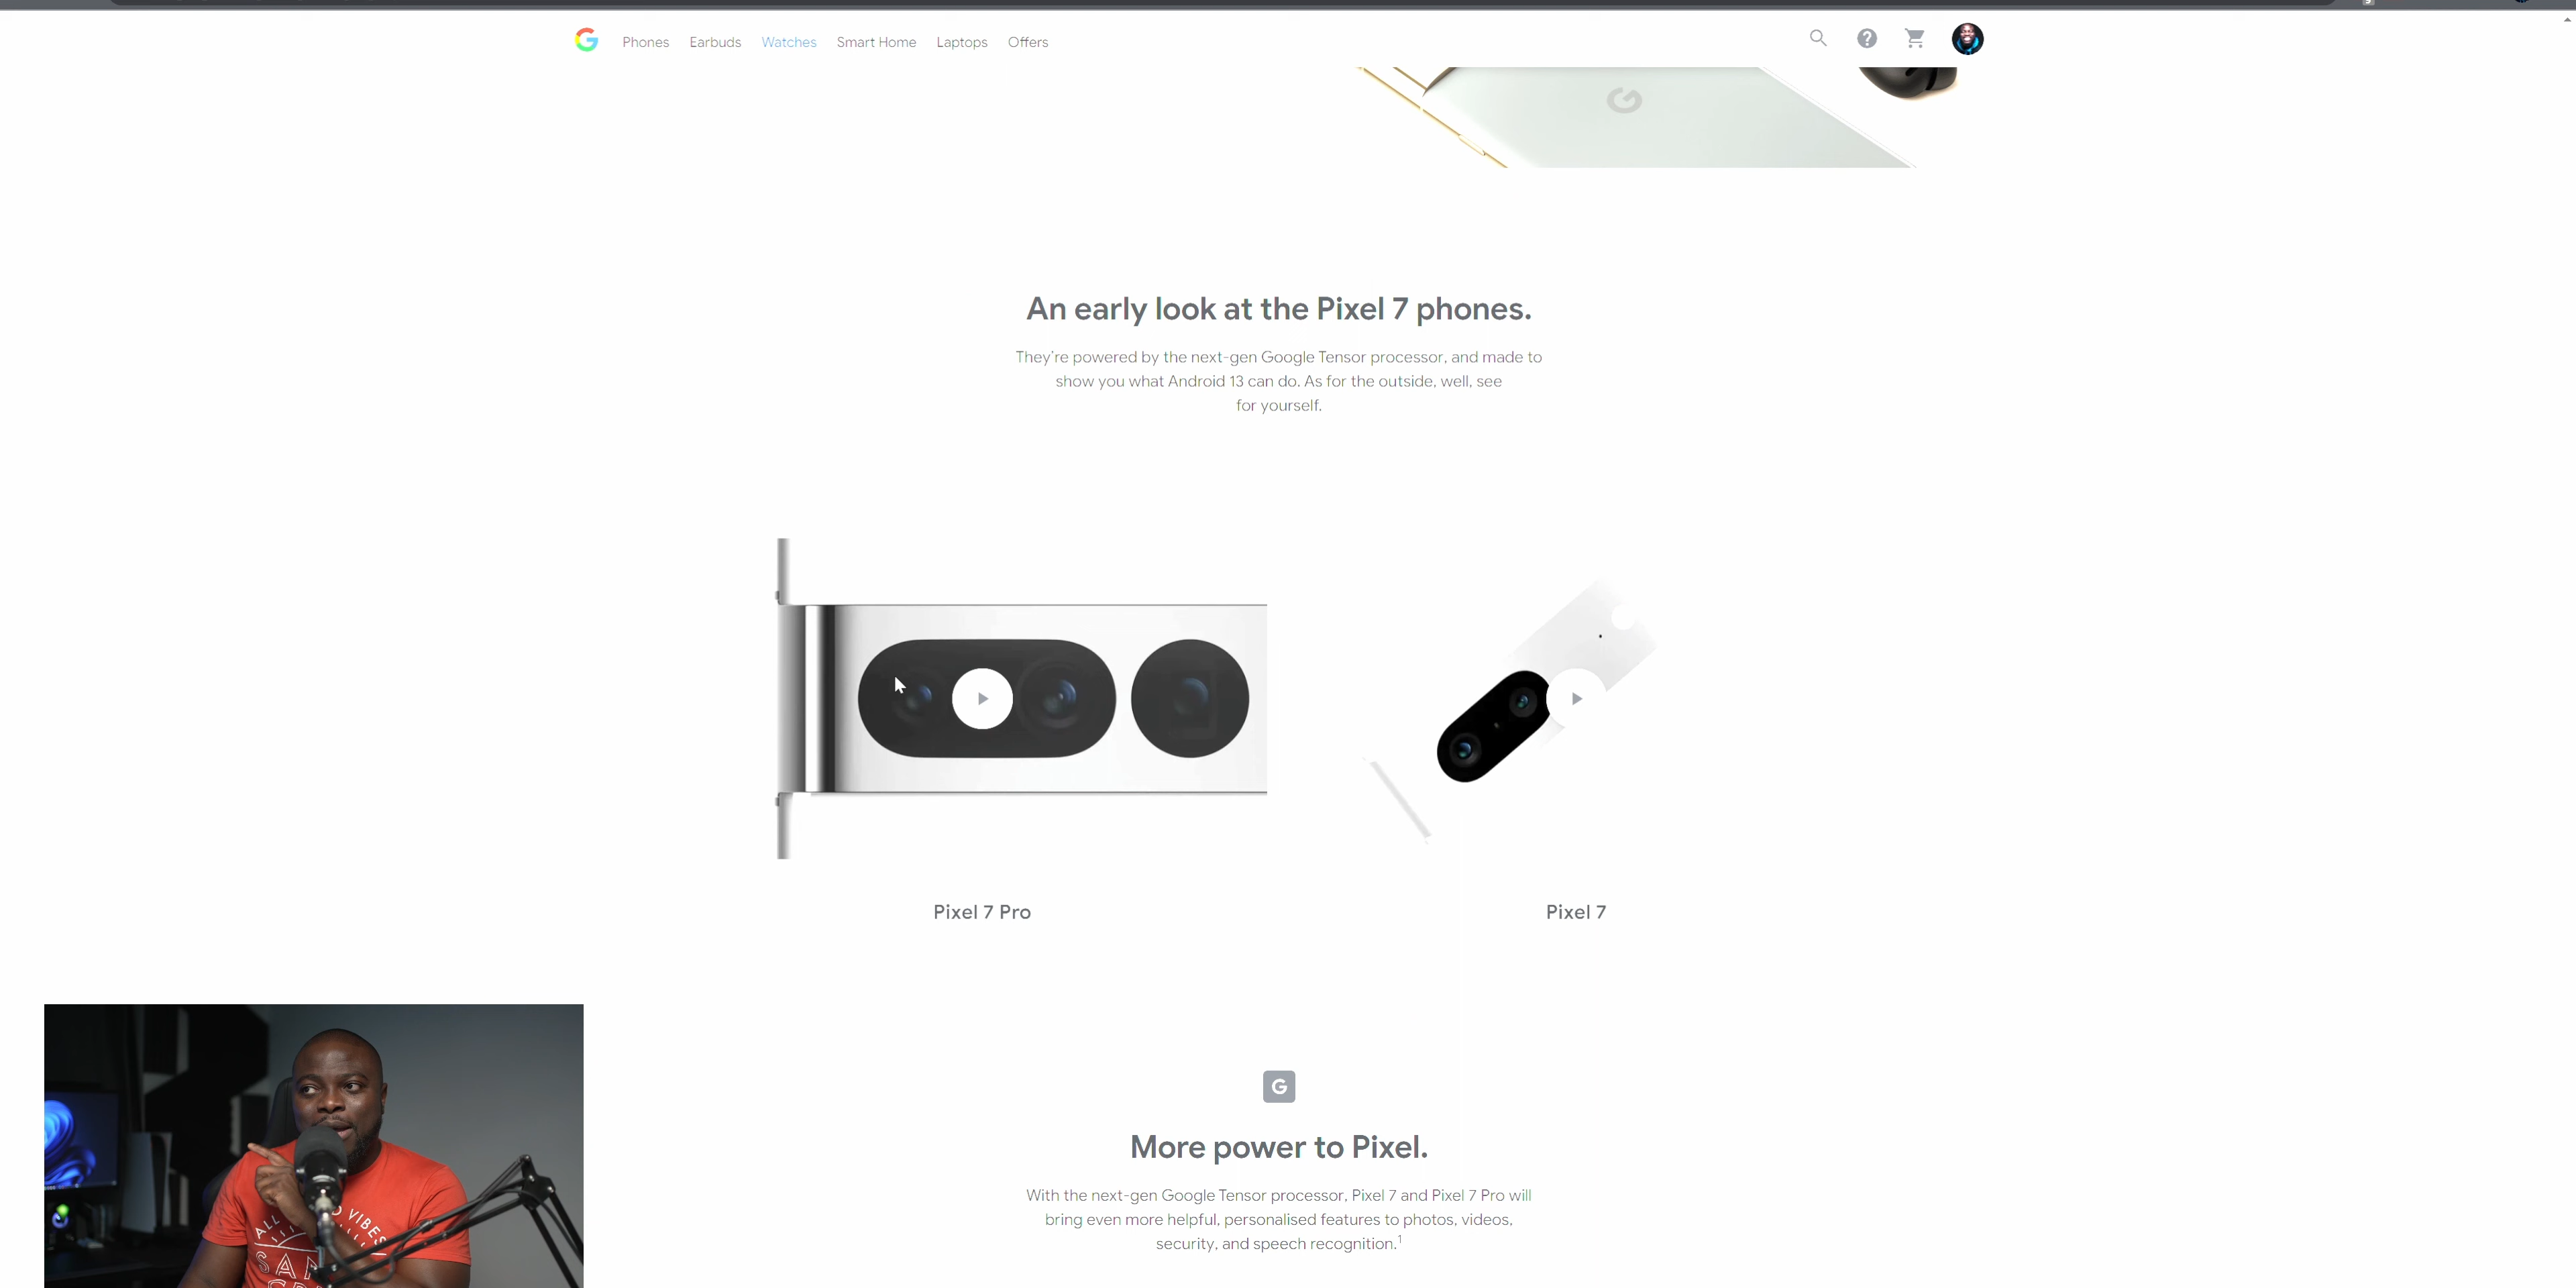 Phones Earbuds Watches Smart Home Laptops Offers
An early look at the Pixel 7 phones.
They're powered by the next-gen Google Tensor processor, and made to
show you what Android 13 can do. As for the outside, well, see
for yourself.
Pixel 7 Pro
Pixel 7
G
More power to Pixel.
With the next-gen Google Tensor processor, Pixel 7 and Pixel 7 Pro will
bring even more helpful, personalised features to photos, videos,
security, and speech recognition.1
ALL
VIBES